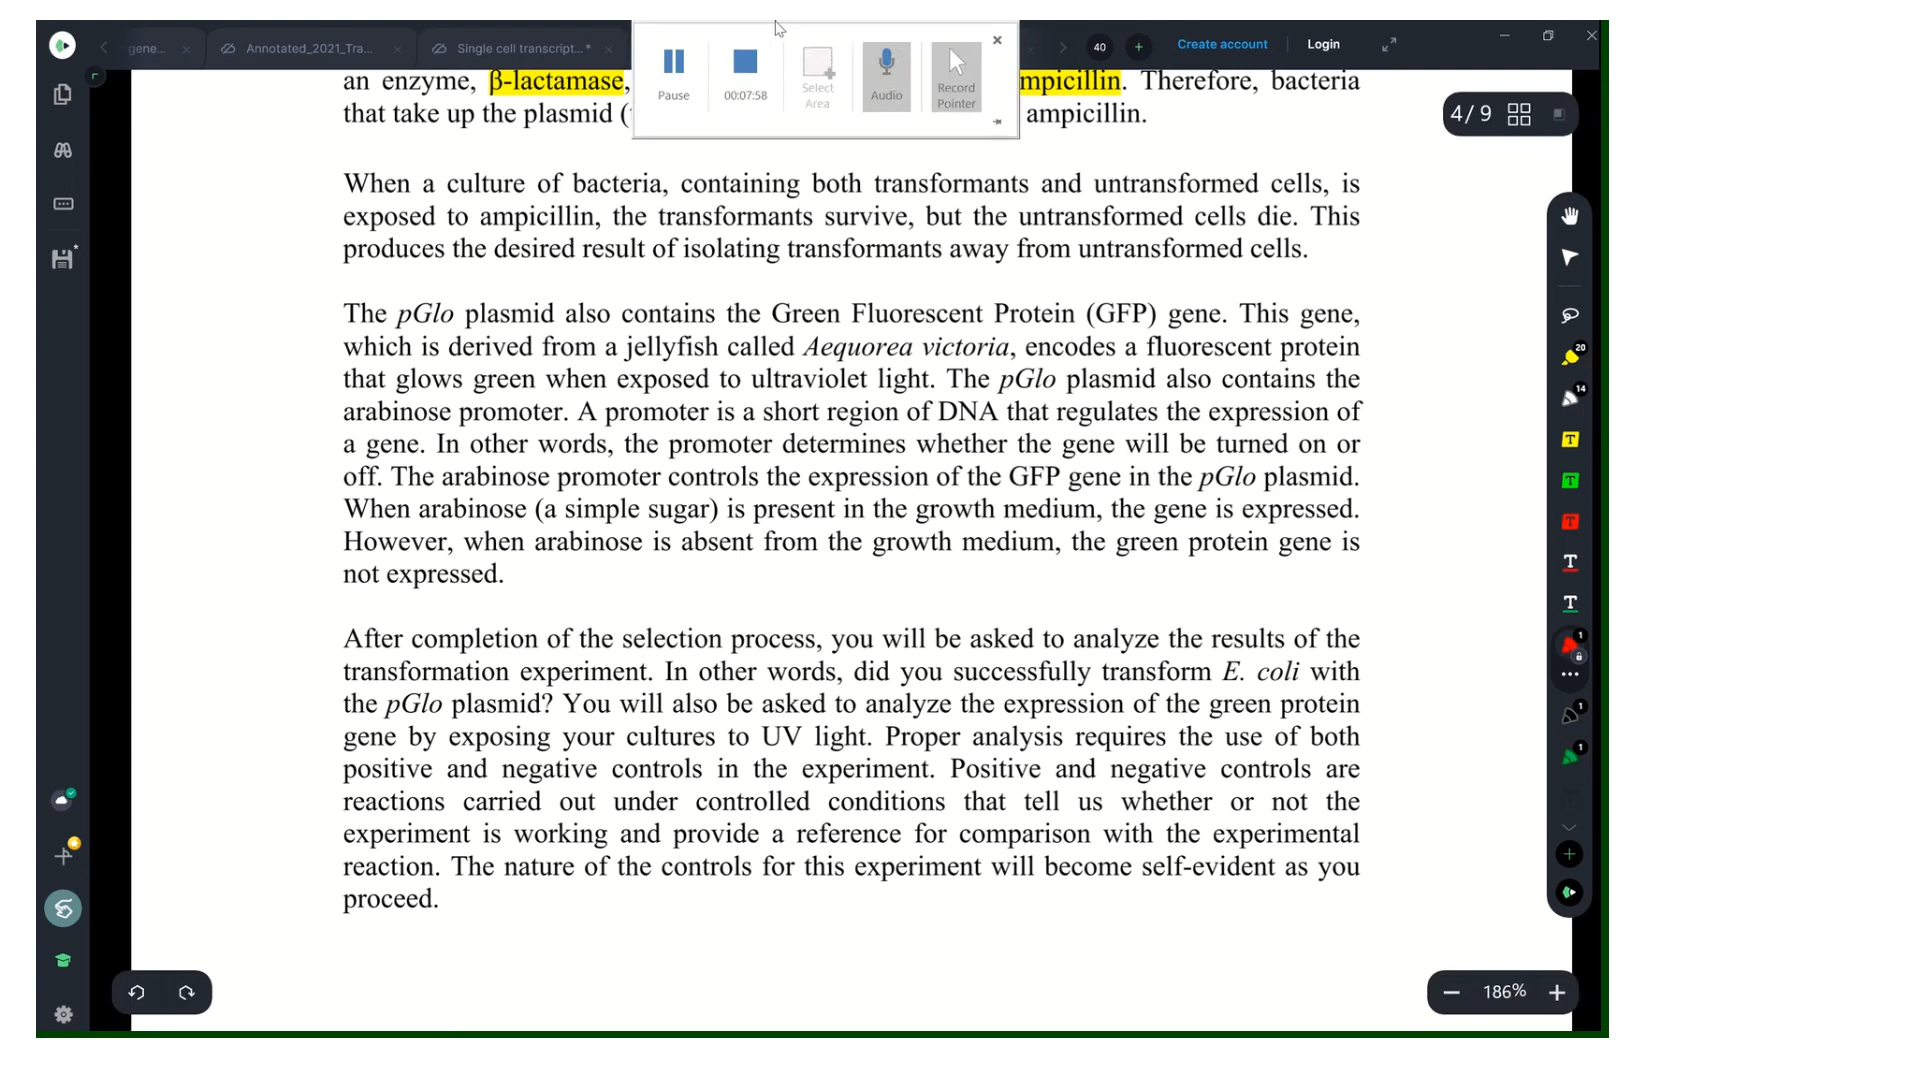 gene...
Annotated_2021_Tra...
Single cell transcript...*
40
Create account
Login
Pause
00:07:58
Select
Area
Audio
Record
Pointer
4/9
an enzyme, β-lactamase, mpicillin. Therefore, bacteria
that take up the plasmid ( ampicillin.
When a culture of bacteria, containing both transformants and untransformed cells, is
exposed to ampicillin, the transformants survive, but the untransformed cells die. This
produces the desired result of isolating transformants away from untransformed cells.
The pGlo plasmid also contains the Green Fluorescent Protein (GFP) gene. This gene,
which is derived from a jellyfish called Aequorea victoria, encodes a fluorescent protein
that glows green when exposed to ultraviolet light. The pGlo plasmid also contains the
arabinose promoter. A promoter is a short region of DNA that regulates the expression of
a gene. In other words, the promoter determines whether the gene will be turned on or
off. The arabinose promoter controls the expression of the GFP gene in the pGlo plasmid.
When arabinose (a simple sugar) is present in the growth medium, the gene is expressed.
However, when arabinose is absent from the growth medium, the green protein gene is
not expressed.
After completion of the selection process, you will be asked to analyze the results of the
transformation experiment. In other words, did you successfully transform E. coli with
the pGlo plasmid? You will also be asked to analyze the expression of the green protein
gene by exposing your cultures to UV light. Proper analysis requires the use of both
positive and negative controls in the experiment. Positive and negative controls are
reactions carried out under controlled conditions that tell us whether or not the
experiment is working and provide a reference for comparison with the experimental
reaction. The nature of the controls for this experiment will become self-evident as you
proceed.
20
14
T
T
T
T
T
1
1
1
186%